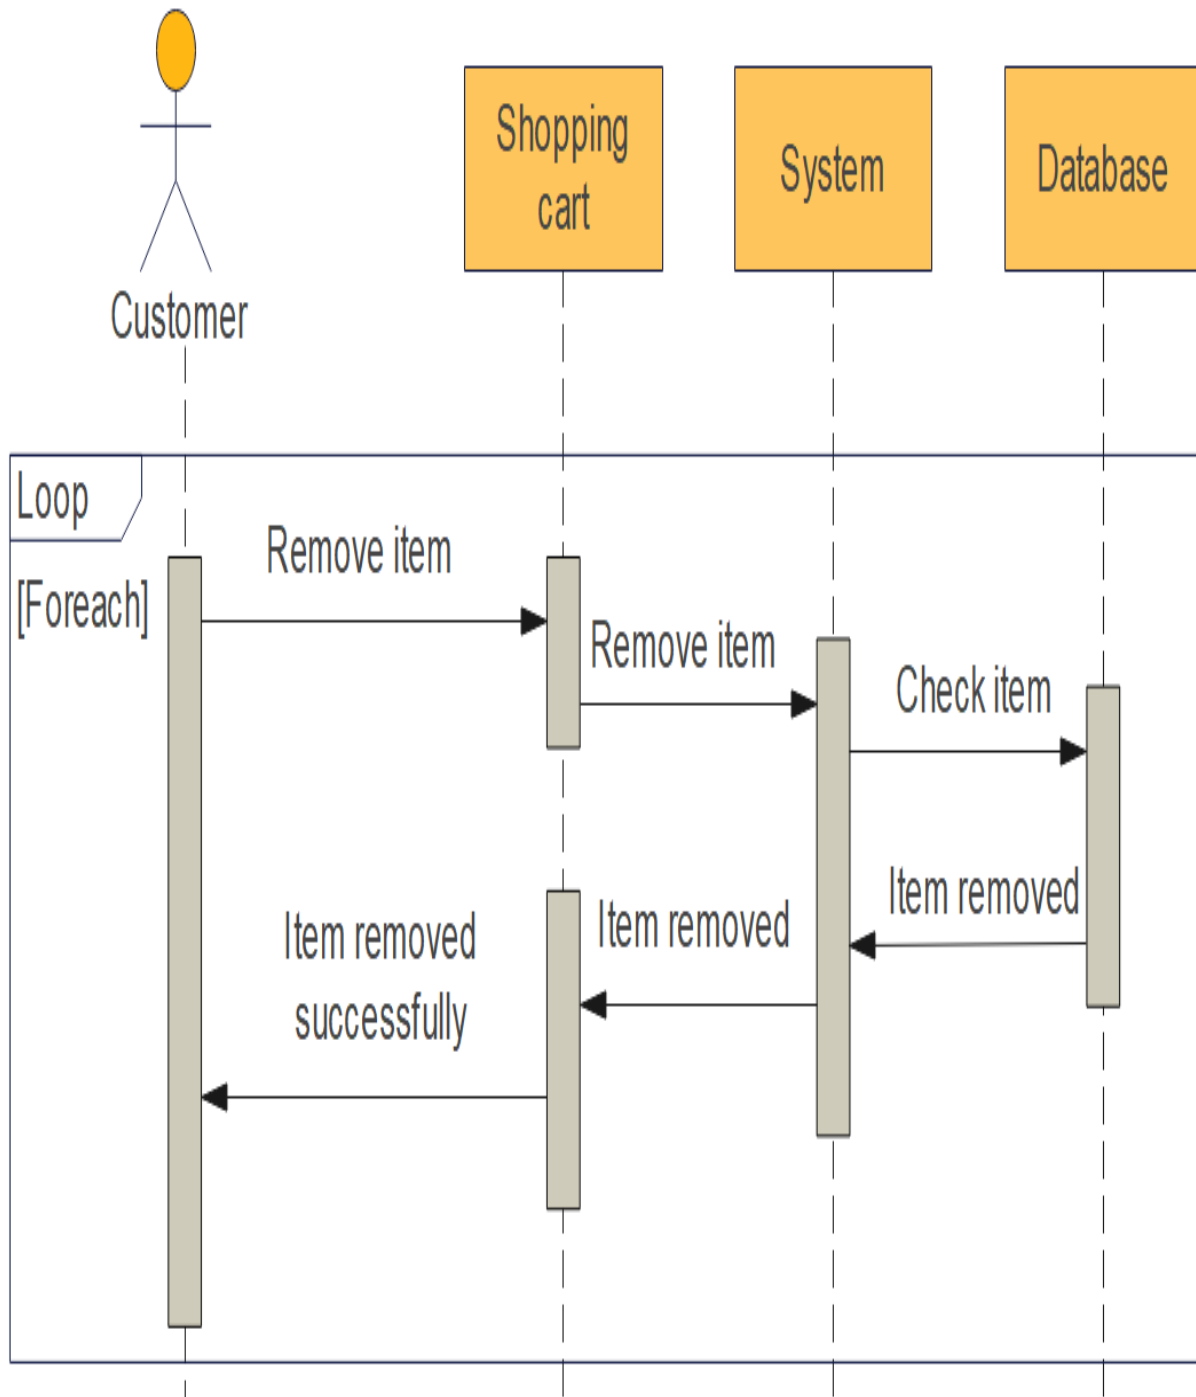 Shopping
cart
System
Database
Customer
Loop
[Foreach]
Remove item
Remove item
Check item
Item removed
Item removed
Item removed
successfully